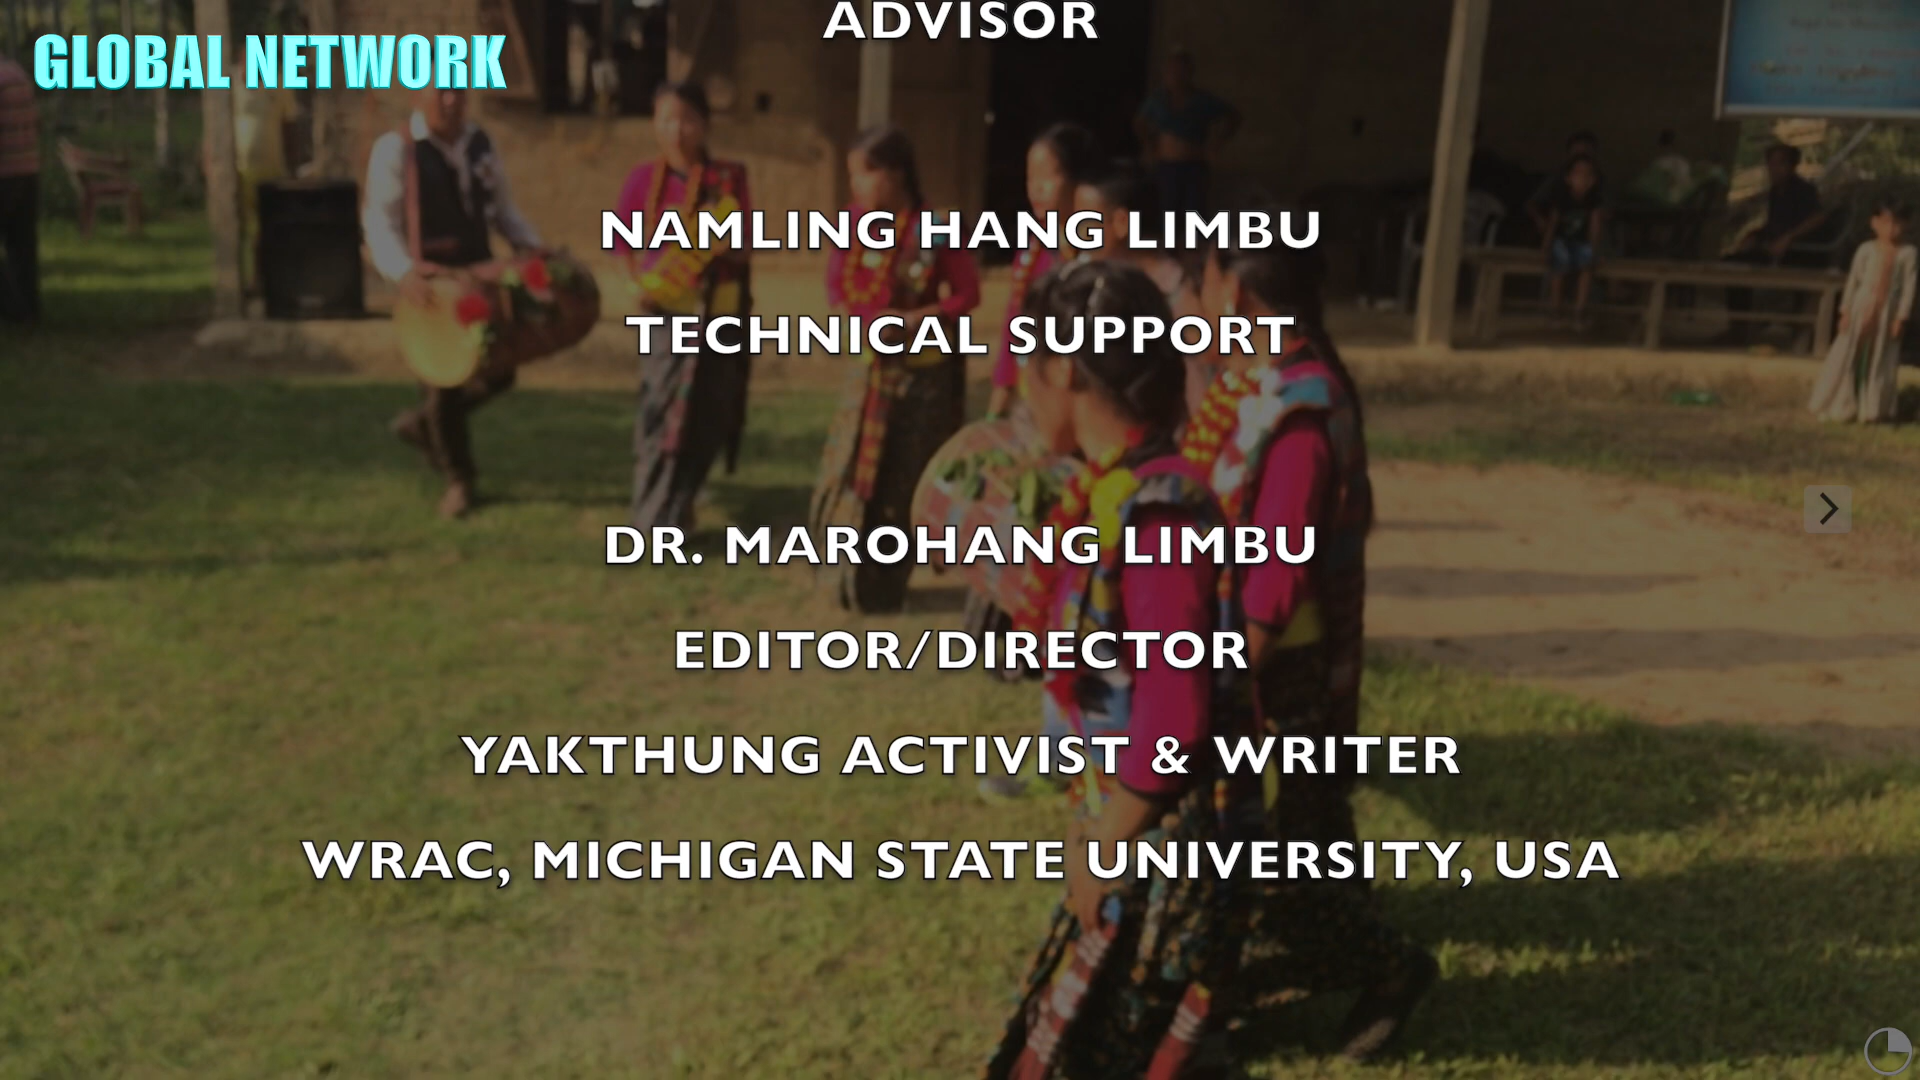 ADVISOR
GLOBAL NETWORK
NAMLING HANG LIMBU
TECHNICAL SUPPORT
DR. MAROHANG LIMBU
EDITOR/DIRECTOR
YAKTHUNG ACTIVIST & WRITER
WRAC, MICHIGAN STATE UNIVERSITY, USA